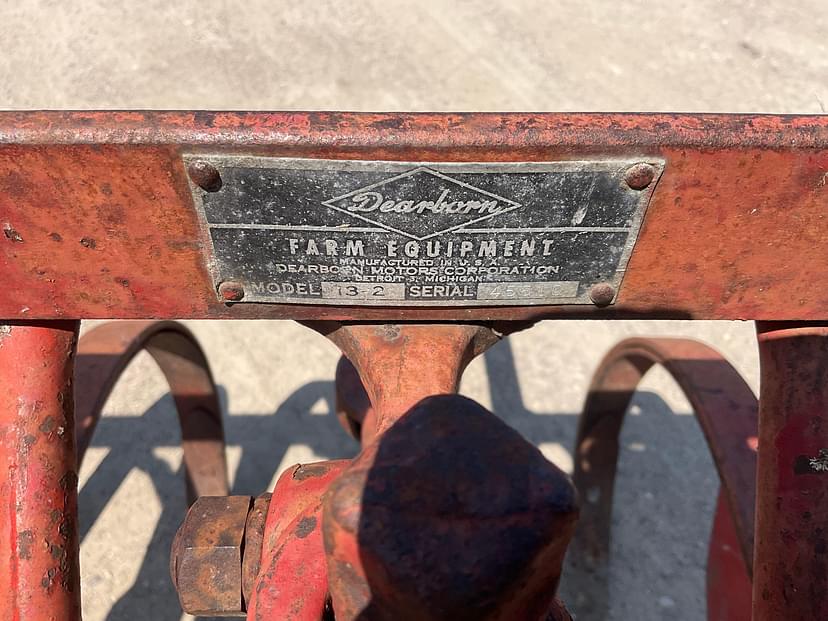 Dearborn
FARM EQUIPMENT
MANUFACTURED IN U.S.A.
DEARBORN MOTORS CORPORATION
DETROIT 3, MICHIGAN
MODEL 13-2 SERIAL